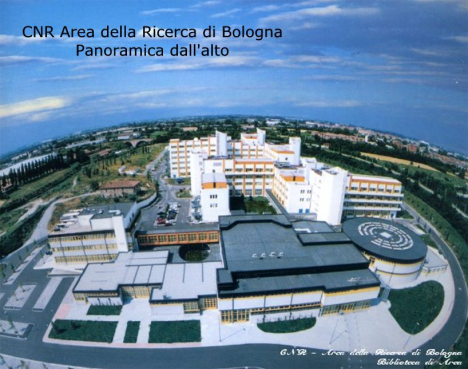 CNR Area della Ricerca di Bologna
Panoramica dall'alto
CNR - Area della Ricerca di Bologna
Biblioteca di Area